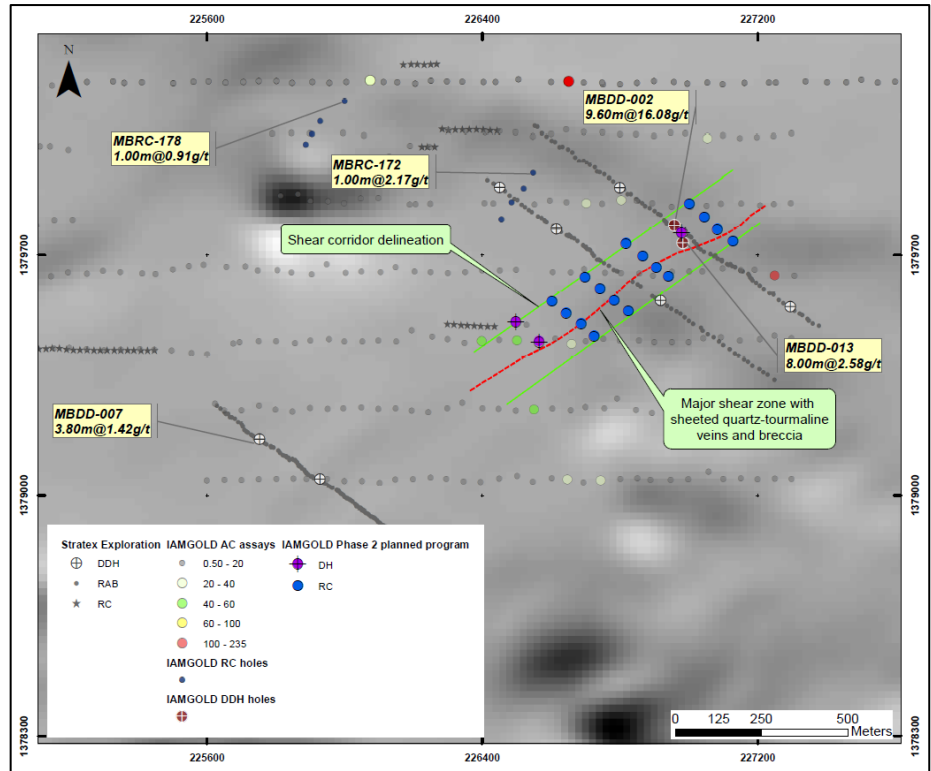 225600
226400
227200
N
MBDD-002
9.60m@16.08g/t
MBRC-178
1.00m@0.91g/t
MBRC-172
1.00m@2.17g/t
Shear corridor delineation
1379700
1379700
MBDD-013
8.00m@2.58g/t
Major shear zone with
sheeted quartz-tourmaline
veins and breccia
MBDD-007
3.80m@1.42g/t
1379000
1379000
Stratex Exploration
DDH
RAB
RC
IAMGOLD AC assays
0.50 - 20
20 - 40
40 - 60
60 - 100
100 - 235
IAMGOLD RC holes
IAMGOLD DDH holes
IAMGOLD Phase 2 planned program
DH
RC
0 125 250 500
Meters
1378300
1378300
225600
226400
227200